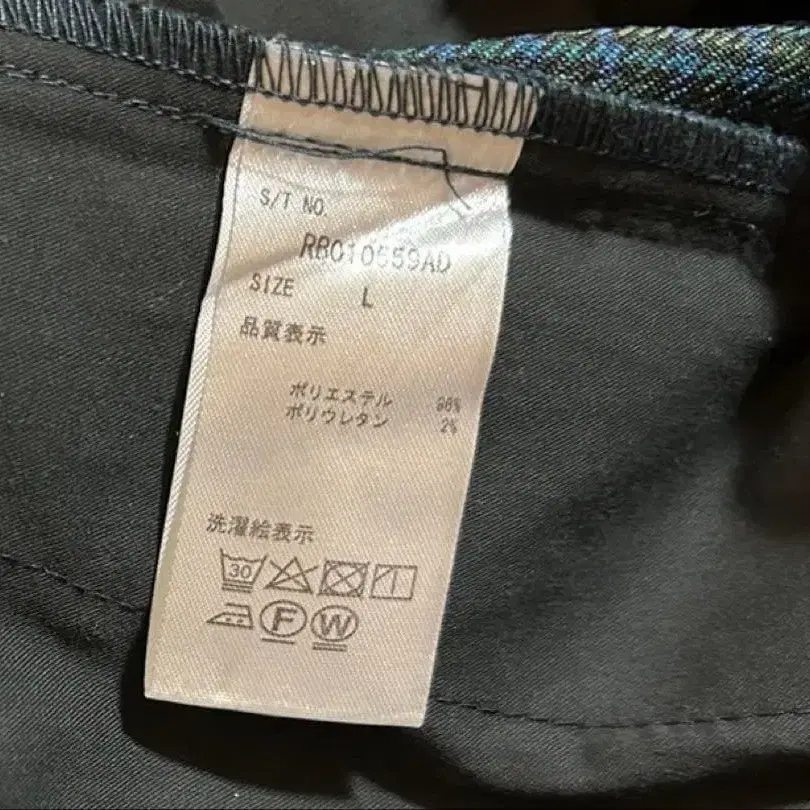 S/T NO.
RB010559AD
SIZE L
品質表示
ポリエステル 98%
ポリウレタン 2%
洗濯絵表示
30
F W